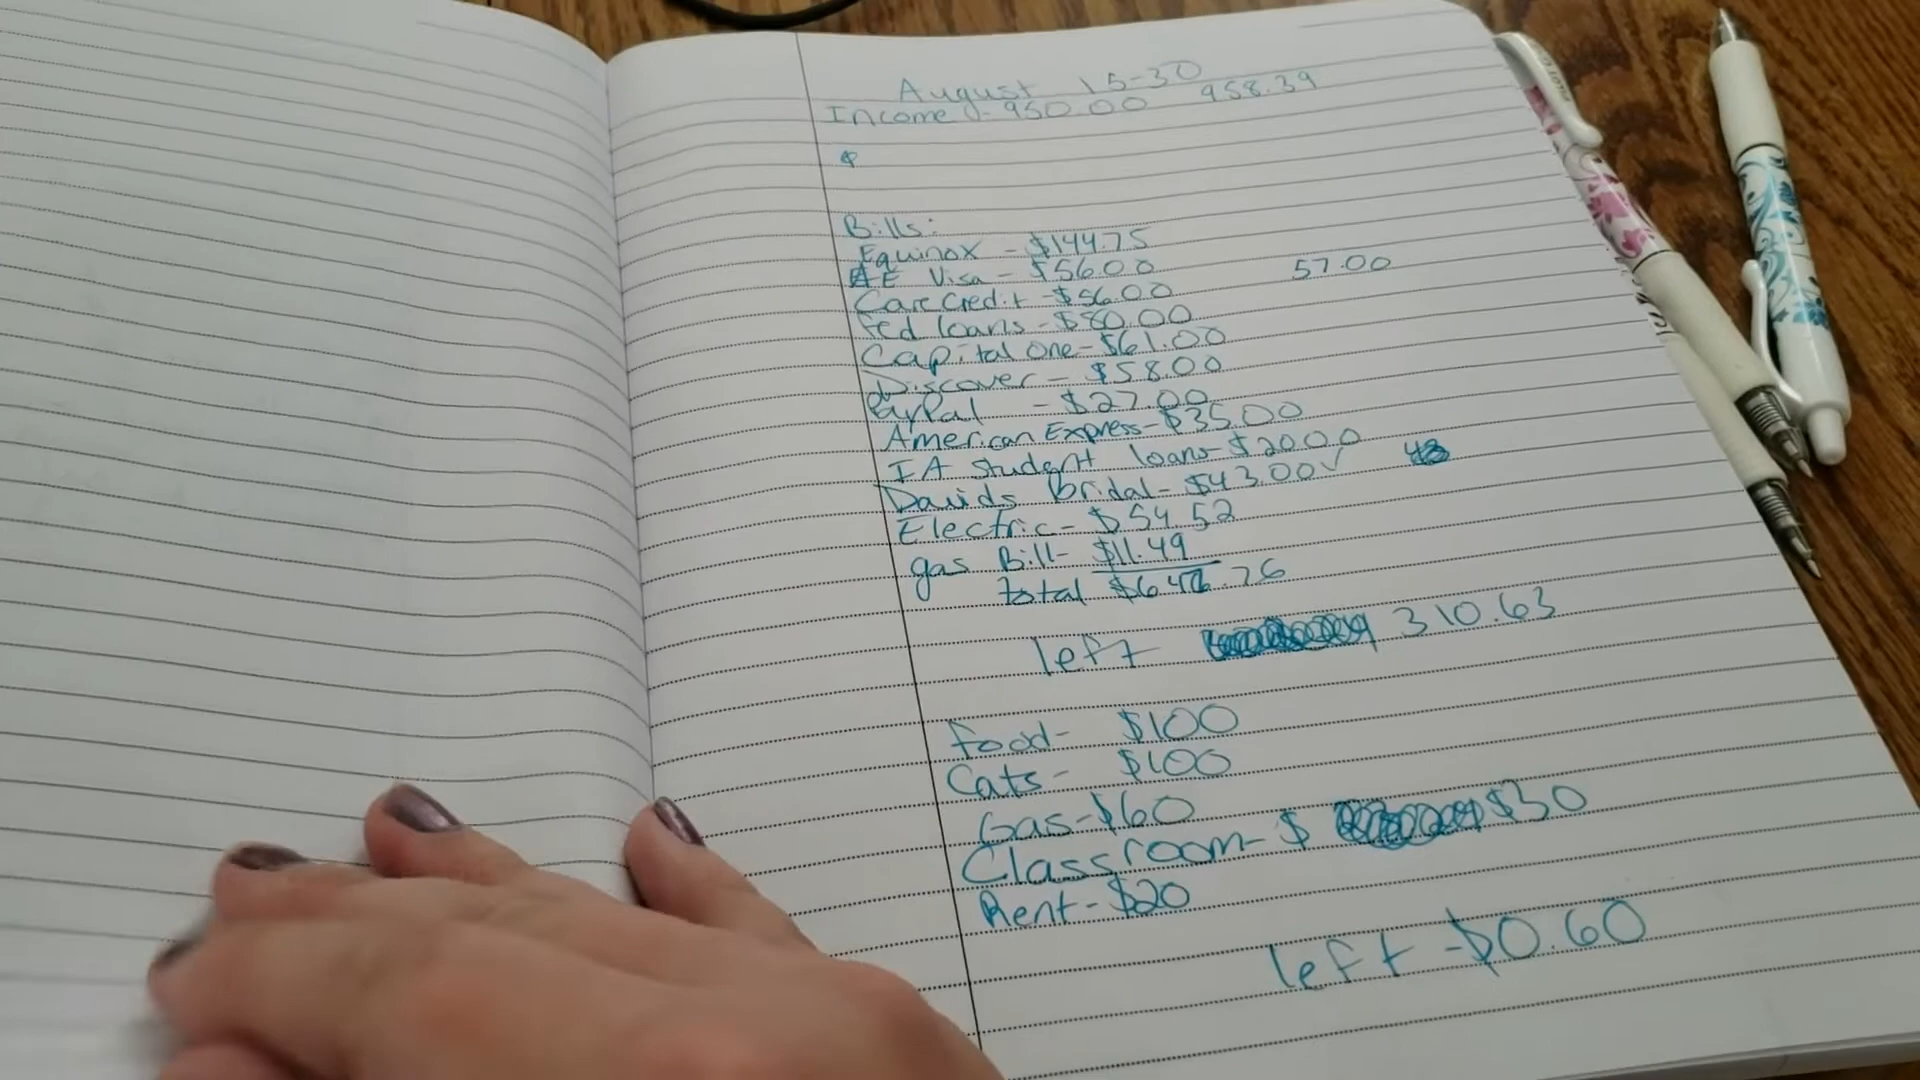 August 15-30
Income - 950.00 958.39
$
Bills:
Equinox - $144.75
AE Visa - $56.00 57.00
Care Credit - $56.00
fed loans - $80.00
Capital One - $61.00
Discover - $58.00
PayPal - $27.00
American Express - $35.00
IA student loans - $20.00
Davids Bridal - $43.00 ✓
Electric - $54.52
gas Bill - $11.49
total $647.76
left 310.63
food - $100
Cats - $100
Gas - $60
Classroom - $ $30
Rent - $20
left - $0.60